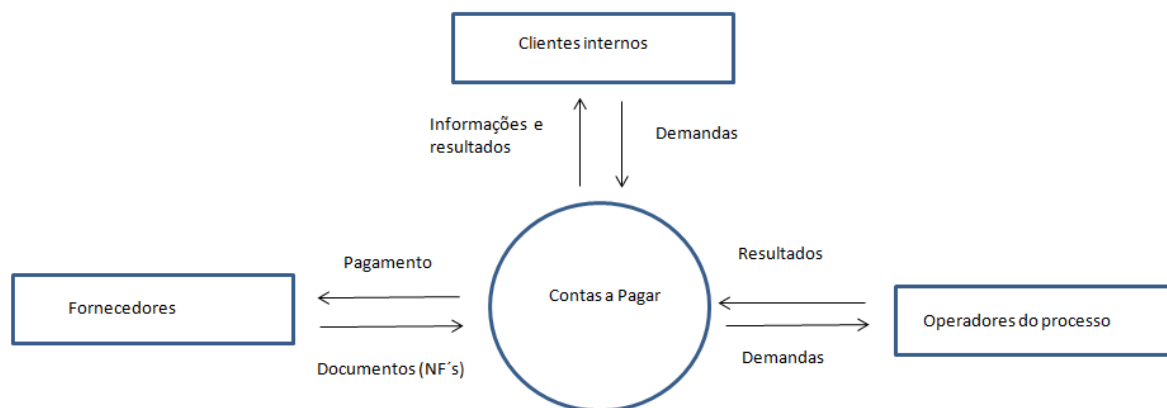 Clientes internos
Informações e
resultados
Demandas
Pagamento
Resultados
Fornecedores
Contas a Pagar
Operadores do processo
Documentos (NF´s)
Demandas